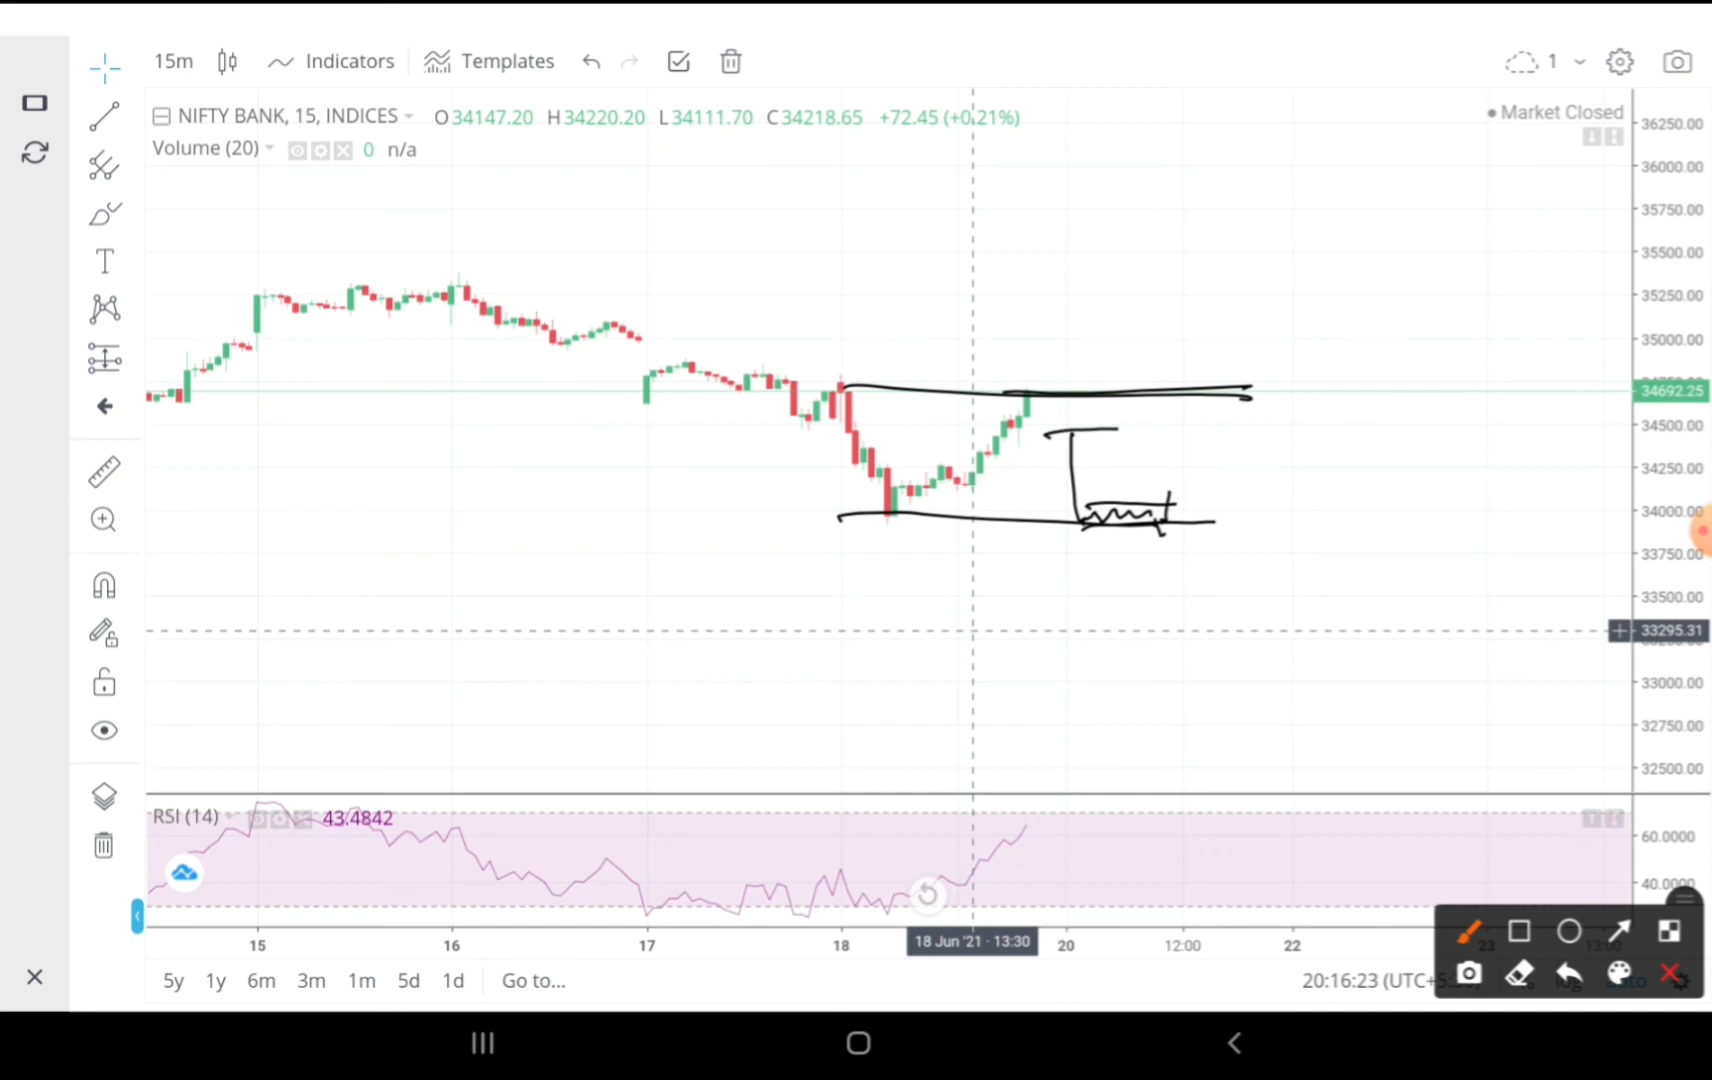 15m Indicators Templates 1
NIFTY BANK, 15, INDICES O34147.20 H34220.20 L34111.70 C34218.65 +72.45 (+0.21%)
Market Closed
Volume (20) 0 n/a
36250.00
36000.00
35750.00
35500.00
35250.00
35000.00
34692.25
34500.00
34250.00
34000.00
33750.00
33500.00
33295.31
33000.00
32750.00
32500.00
RSI (14) 43.4842
60.0000
40.0000
15 16 17 18 18 Jun '21 · 13:30 20 12:00 22 23
5y 1y 6m 3m 1m 5d 1d Go to... 20:16:23 (UTC+5